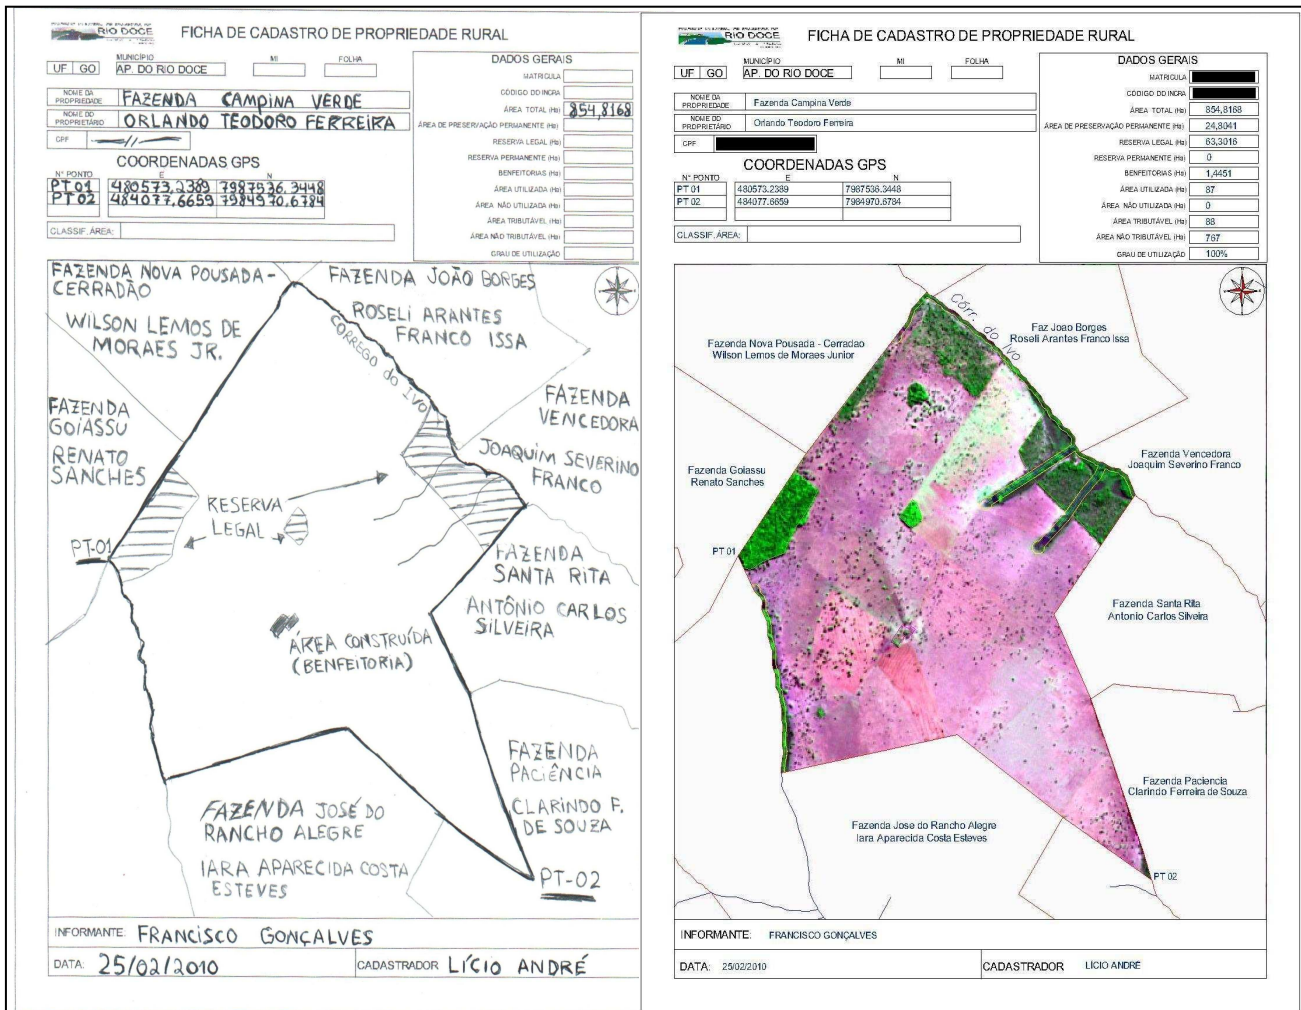 RIO DOCE
FICHA DE CADASTRO DE PROPRIEDADE RURAL
UF GO
MUNICÍPIO
AP. DO RIO DOCE
MI
FOLHA
NOME DA PROPRIEDADE
FAZENDA CAMPINA VERDE
NOME DO PROPRIETÁRIO
ORLANDO TEODORO FERREIRA
CPF
COORDENADAS GPS
Nº PONTO E N
PT 01 480573,2389 7987536,3448
PT 02 484077,6659 7984970,6784
CLASSIF. ÁREA:
DADOS GERAIS
MATRICULA
CÓDIGO DO INCRA
ÁREA TOTAL (Ha) 854,8168
ÁREA DE PRESERVAÇÃO PERMANENTE (Ha)
RESERVA LEGAL (Ha)
RESERVA PERMANENTE (Ha)
BENFEITORIAS (Ha)
ÁREA UTILIZADA (Ha)
ÁREA NÃO UTILIZADA (Ha)
ÁREA TRIBUTÁVEL (Ha)
ÁREA NÃO TRIBUTÁVEL (Ha)
GRAU DE UTILIZAÇÃO
FAZENDA NOVA POUSADA -
CERRADÃO
WILSON LEMOS DE
MORAES JR.
FAZENDA JOÃO BORGES
ROSELI ARANTES
FRANCO ISSA
CORREGO do IVO
FAZENDA
VENCEDORA
JOAQUIM SEVERINO
FRANCO
FAZENDA
GOIASSU
RENATO
SANCHES
RESERVA
LEGAL
PT-01
FAZENDA
SANTA RITA
ANTÔNIO CARLOS
SILVEIRA
ÁREA CONSTRUÍDA
(BENFEITORIA)
FAZENDA
PACIÊNCIA
CLARINDO F.
DE SOUZA
FAZENDA JOSÉ DO
RANCHO ALEGRE
IARA APARECIDA COSTA
ESTEVES
PT-02
INFORMANTE: FRANCISCO GONÇALVES
DATA: 25/02/2010
CADASTRADOR LÍCIO ANDRÉ
RIO DOCE
FICHA DE CADASTRO DE PROPRIEDADE RURAL
UF GO
MUNICÍPIO
AP. DO RIO DOCE
MI
FOLHA
NOME DA PROPRIEDADE
Fazenda Campina Verde
NOME DO PROPRIETÁRIO
Orlando Teodoro Ferreira
CPF
COORDENADAS GPS
Nº PONTO E N
PT 01 480573.2389 7987536.3448
PT 02 484077.6659 7984970.6784
CLASSIF. ÁREA:
DADOS GERAIS
MATRICULA
CÓDIGO DO INCRA
ÁREA TOTAL (Ha) 854,8168
ÁREA DE PRESERVAÇÃO PERMANENTE (Ha) 24,8041
RESERVA LEGAL (Ha) 63,3016
RESERVA PERMANENTE (Ha) 0
BENFEITORIAS (Ha) 1,4451
ÁREA UTILIZADA (Ha) 87
ÁREA NÃO UTILIZADA (Ha) 0
ÁREA TRIBUTÁVEL (Ha) 88
ÁREA NÃO TRIBUTÁVEL (Ha) 767
GRAU DE UTILIZAÇÃO 100%
Córr. do Ivo
Fazenda Nova Pousada - Cerradao
Wilson Lemos de Moraes Junior
Faz Joao Borges
Roseli Arantes Franco Issa
Fazenda Vencedora
Joaquim Severino Franco
Fazenda Goiassu
Renato Sanches
PT 01
Fazenda Santa Rita
Antonio Carlos Silveira
Fazenda Paciencia
Clarindo Ferreira de Souza
Fazenda Jose do Rancho Alegre
Iara Aparecida Costa Esteves
PT 02
INFORMANTE: FRANCISCO GONÇALVES
DATA: 25/02/2010
CADASTRADOR LÍCIO ANDRÉ